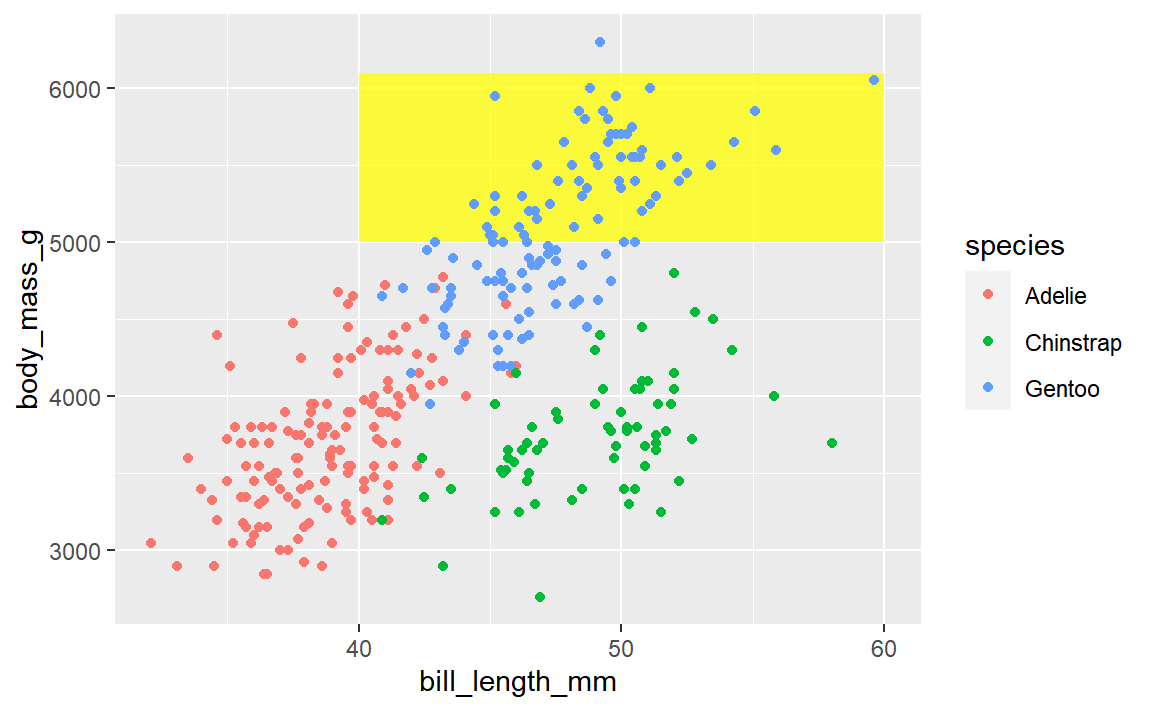 6000
5000
4000
3000
body_mass_g
40
50
60
bill_length_mm
species
Adelie
Chinstrap
Gentoo